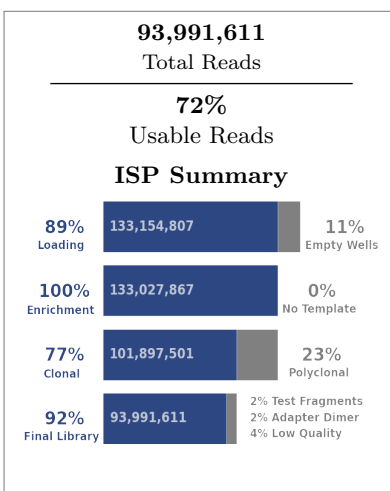 93,991,611
Total Reads
72%
Usable Reads
ISP Summary
89%
Loading
133,154,807
11%
Empty Wells
100%
Enrichment
133,027,867
0%
No Template
77%
Clonal
101,897,501
23%
Polyclonal
92%
Final Library
93,991,611
2% Test Fragments
2% Adapter Dimer
4% Low Quality